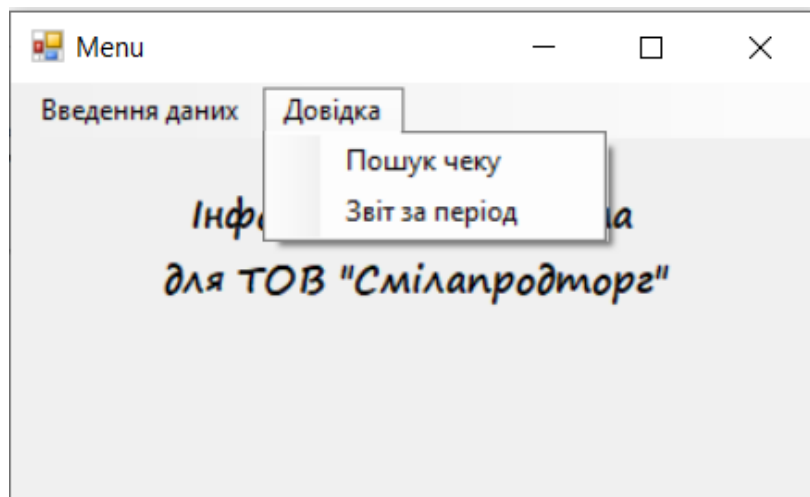 Menu
Введення даних Довідка
Пошук чеку
Звіт за період
для ТОВ "Смілапродторг"